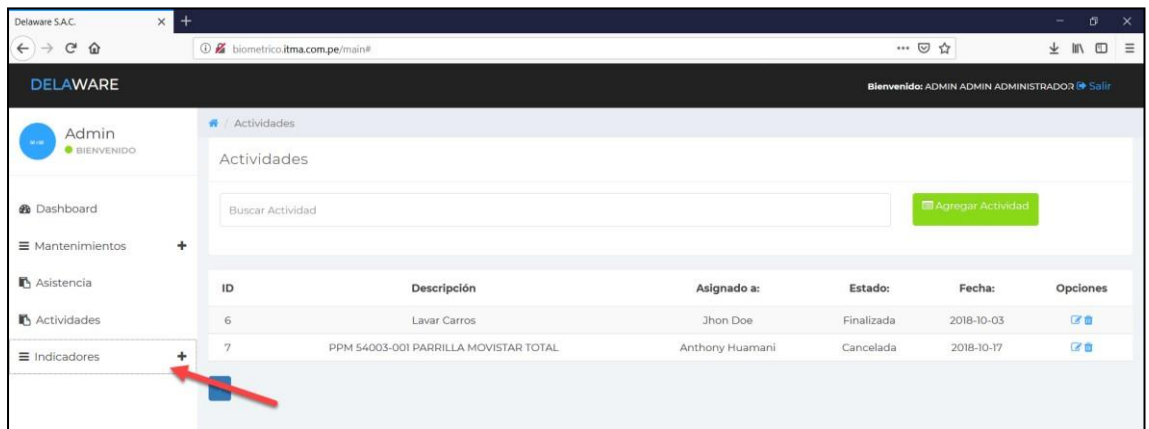 Delaware S.A.C.
biometrico.itma.com.pe/main#
DELAWARE
Bienvenido: ADMIN ADMIN ADMINISTRADOR Salir
Admin
BIENVENIDO
/ Actividades
Actividades
Buscar Actividad
Agregar Actividad
Dashboard
Mantenimientos +
Asistencia
Actividades
Indicadores +
ID Descripción Asignado a: Estado: Fecha: Opciones
6 Lavar Carros Jhon Doe Finalizada 2018-10-03
7 PPM 54003-001 PARRILLA MOVISTAR TOTAL Anthony Huamani Cancelada 2018-10-17